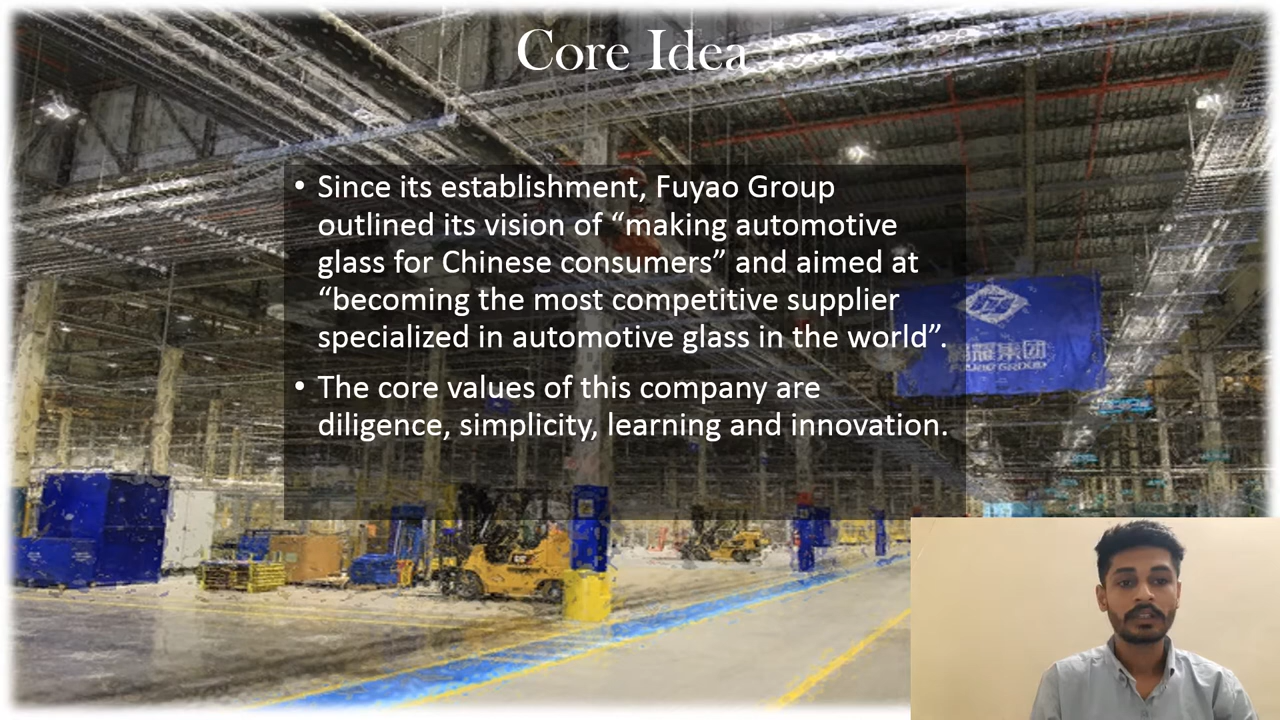 Core Idea
• Since its establishment, Fuyao Group
outlined its vision of “making automotive
glass for Chinese consumers” and aimed at
“becoming the most competitive supplier
specialized in automotive glass in the world”.
• The core values of this company are
diligence, simplicity, learning and innovation.
耀集团
GROUP